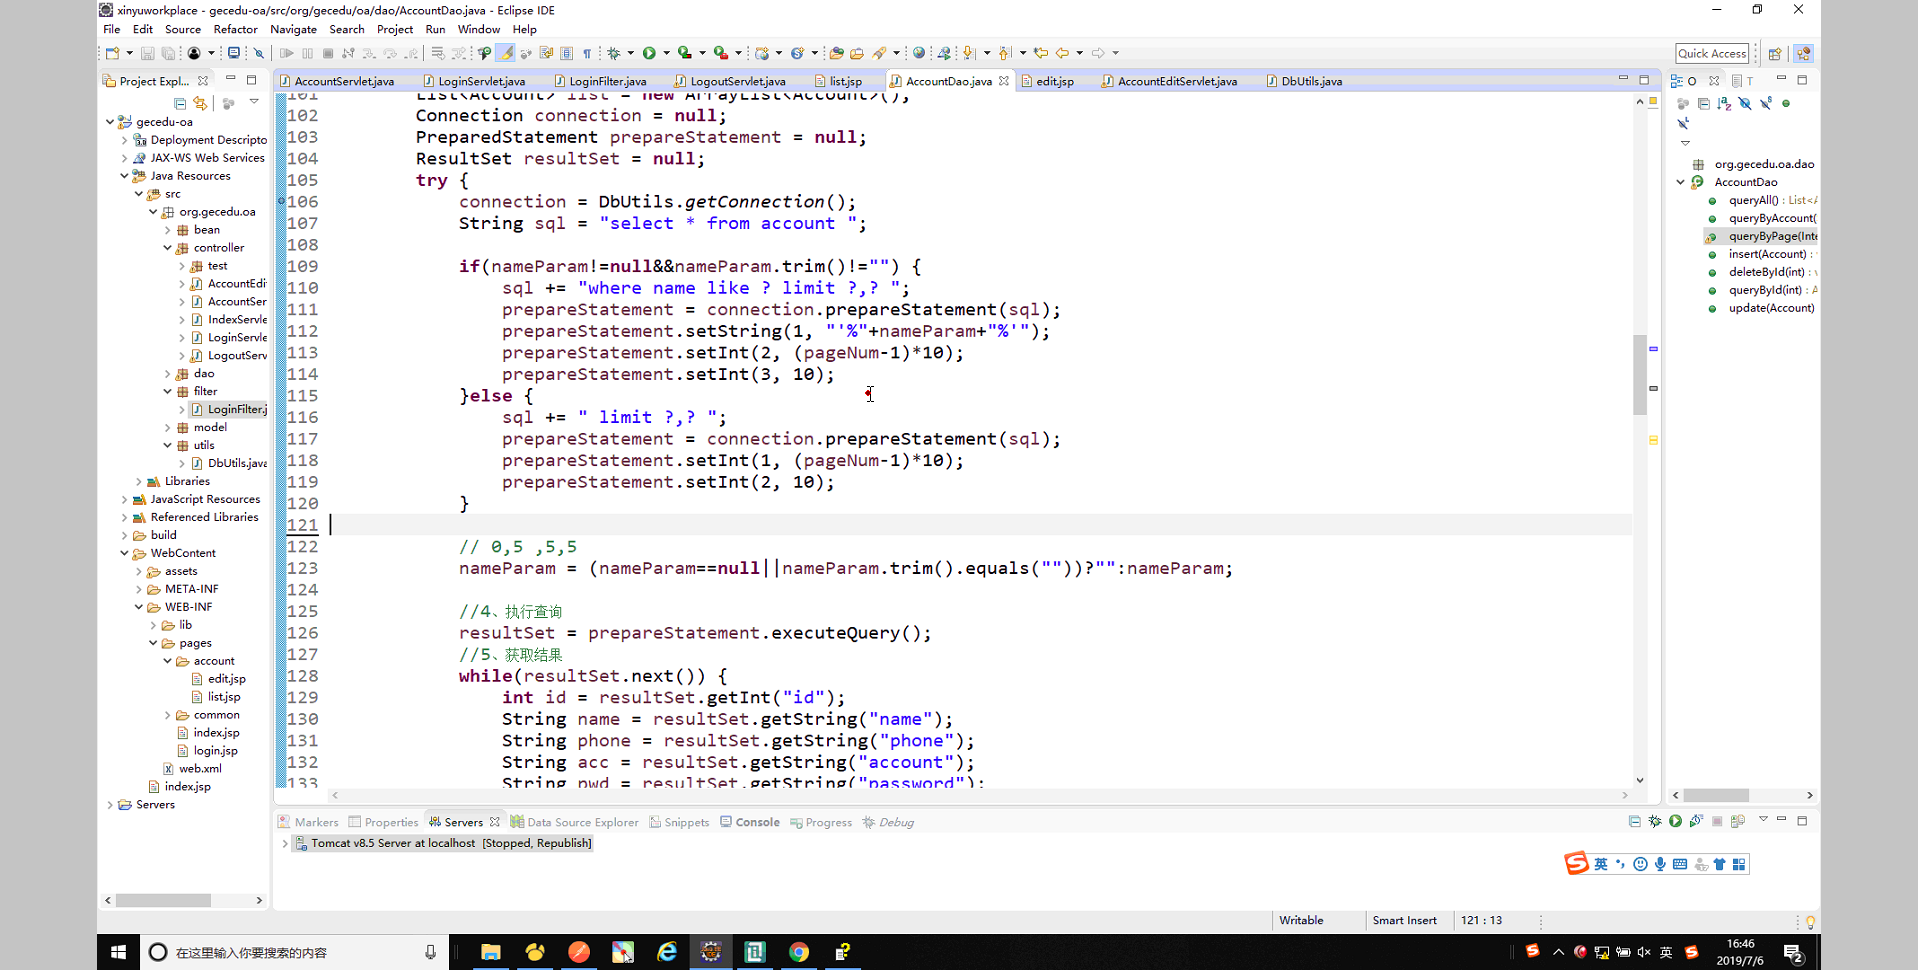 xinyuworkplace - gecedu-oa/src/org/gecedu/oa/dao/AccountDao.java - Eclipse IDE
File Edit Source Refactor Navigate Search Project Run Window Help
Quick Access
Project Expl...
AccountServlet.java LoginServlet.java LoginFilter.java LogoutServlet.java list.jsp AccountDao.java edit.jsp AccountEditServlet.java DbUtils.java
gecedu-oa
Deployment Descripto
JAX-WS Web Services
Java Resources
src
org.gecedu.oa
bean
controller
test
AccountEdi
AccountSer
IndexServle
LoginServle
LogoutServ
dao
filter
LoginFilter.j
model
utils
DbUtils.java
Libraries
JavaScript Resources
Referenced Libraries
build
WebContent
assets
META-INF
WEB-INF
lib
pages
account
edit.jsp
list.jsp
common
index.jsp
login.jsp
web.xml
index.jsp
Servers
101 List<Account> list = new ArrayList<Account>();
102 Connection connection = null;
103 PreparedStatement prepareStatement = null;
104 ResultSet resultSet = null;
105 try {
106 connection = DbUtils.getConnection();
107 String sql = "select * from account ";
108
109 if(nameParam!=null&&nameParam.trim()!="") {
110 sql += "where name like ? limit ?,? ";
111 prepareStatement = connection.prepareStatement(sql);
112 prepareStatement.setString(1, "'%"+nameParam+"%'");
113 prepareStatement.setInt(2, (pageNum-1)*10);
114 prepareStatement.setInt(3, 10);
115 }else {
116 sql += " limit ?,? ";
117 prepareStatement = connection.prepareStatement(sql);
118 prepareStatement.setInt(1, (pageNum-1)*10);
119 prepareStatement.setInt(2, 10);
120 }
121
122 // 0,5 ,5,5
123 nameParam = (nameParam==null||nameParam.trim().equals(""))?"":nameParam;
124
125 //4、执行查询
126 resultSet = prepareStatement.executeQuery();
127 //5、获取结果
128 while(resultSet.next()) {
129 int id = resultSet.getInt("id");
130 String name = resultSet.getString("name");
131 String phone = resultSet.getString("phone");
132 String acc = resultSet.getString("account");
133 String pwd = resultSet.getString("password");
O T
org.gecedu.oa.dao
AccountDao
queryAll() : List<A
queryByAccount(
queryByPage(Inte
insert(Account) :
deleteById(int) : v
queryById(int) : A
update(Account)
Markers Properties Servers Data Source Explorer Snippets Console Progress Debug
Tomcat v8.5 Server at localhost [Stopped, Republish]
英
Writable Smart Insert 121 : 13
在这里输入你要搜索的内容
英
16:46
2019/7/6
2